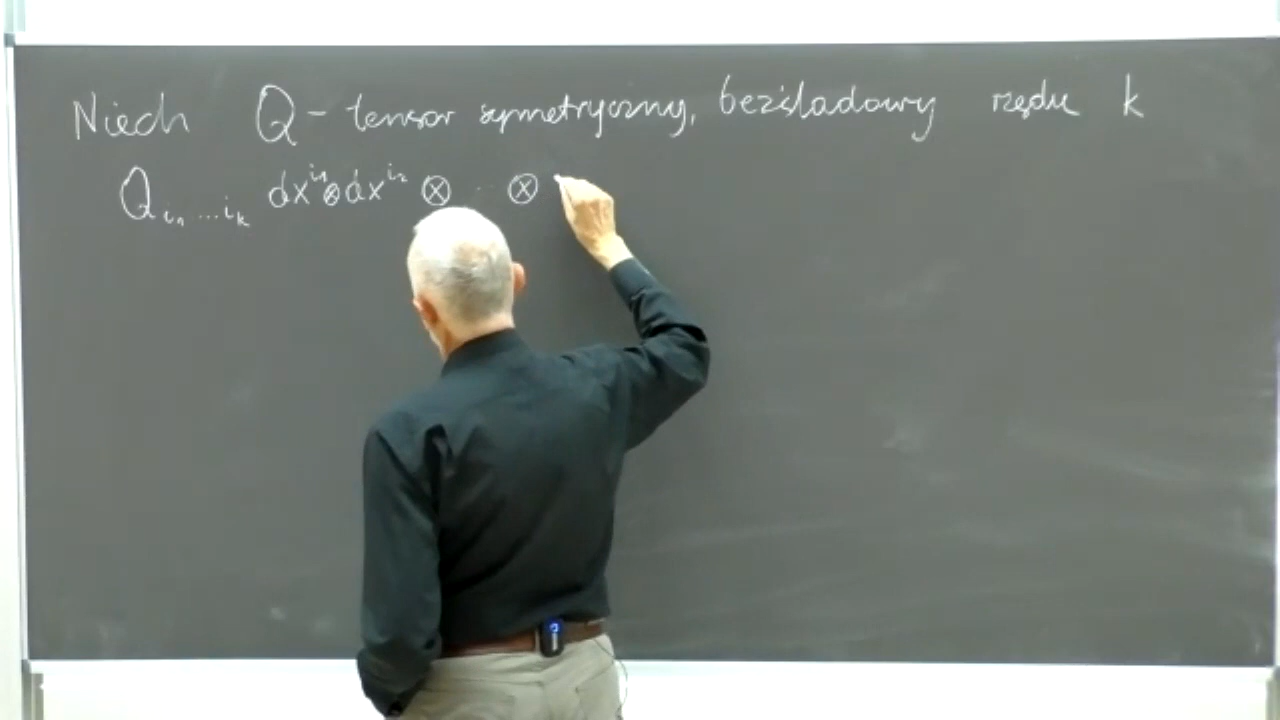 Niech Q - tensor symetryczny, bezśladowy rzędu k
Q_{i_1 ... i_k} dx^{i_1} ⊗ dx^{i_2} ⊗ ... ⊗